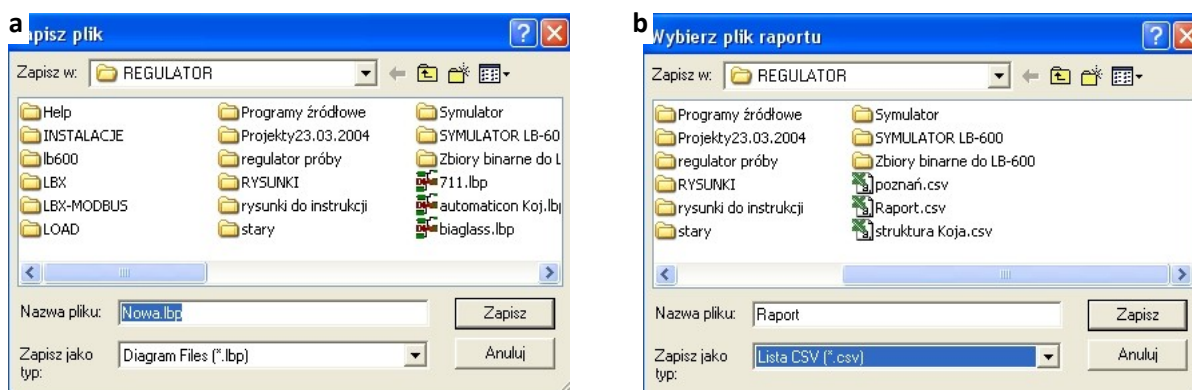 a
apisz plik
Zapisz w: REGULATOR
Help Programy źródłowe Symulator
INSTALACJE Projekty23.03.2004 SYMULATOR LB-60
lb600 regulator próby Zbiory binarne do L
LBX RYSUNKI 711.lbp
LBX-MODBUS rysunki do instrukcji automaticon Koj.lbp
LOAD stary biaglass.lbp
Nazwa pliku: Nowa.lbp Zapisz
Zapisz jako typ: Diagram Files (*.lbp) Anuluj
b
Wybierz plik raportu
Zapisz w: REGULATOR
Programy źródłowe Symulator
Projekty23.03.2004 SYMULATOR LB-600
regulator próby Zbiory binarne do LB-600
RYSUNKI poznań.csv
rysunki do instrukcji Raport.csv
stary struktura Koja.csv
Nazwa pliku: Raport Zapisz
Zapisz jako typ: Lista CSV (*.csv) Anuluj